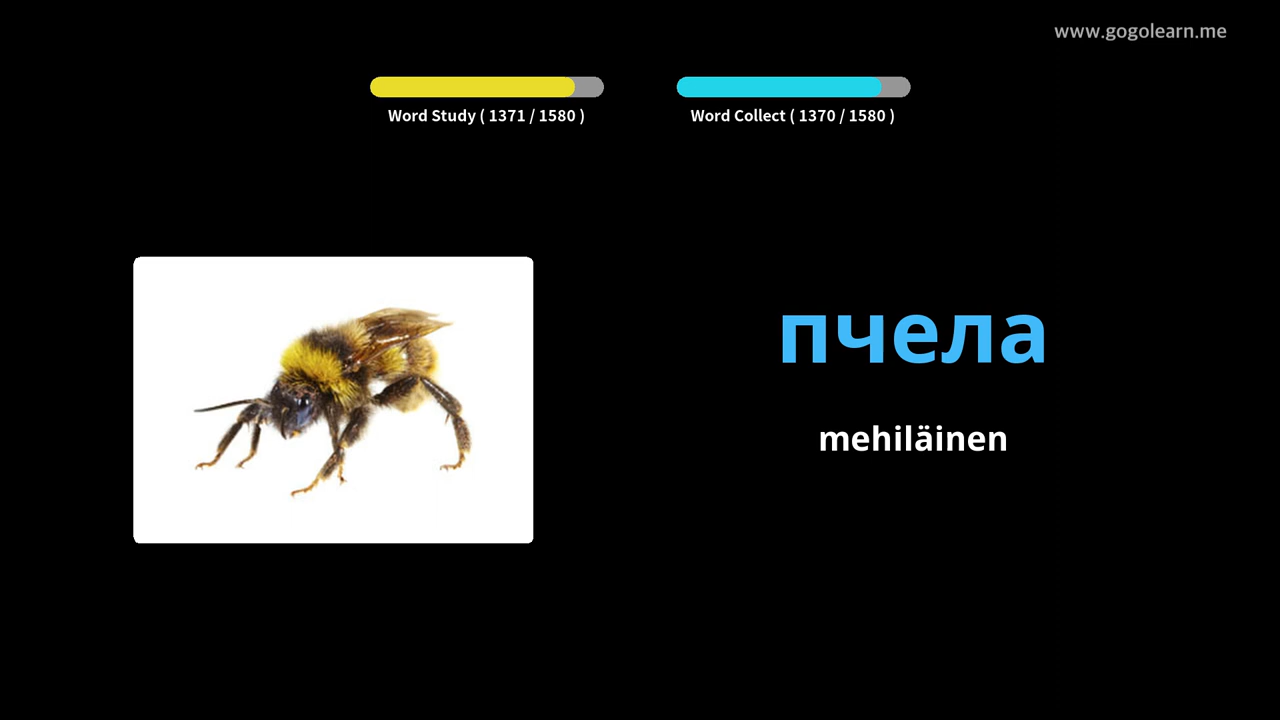 www.gogolearn.me
Word Study ( 1371 / 1580 )
Word Collect ( 1370 / 1580 )
пчела
mehiläinen